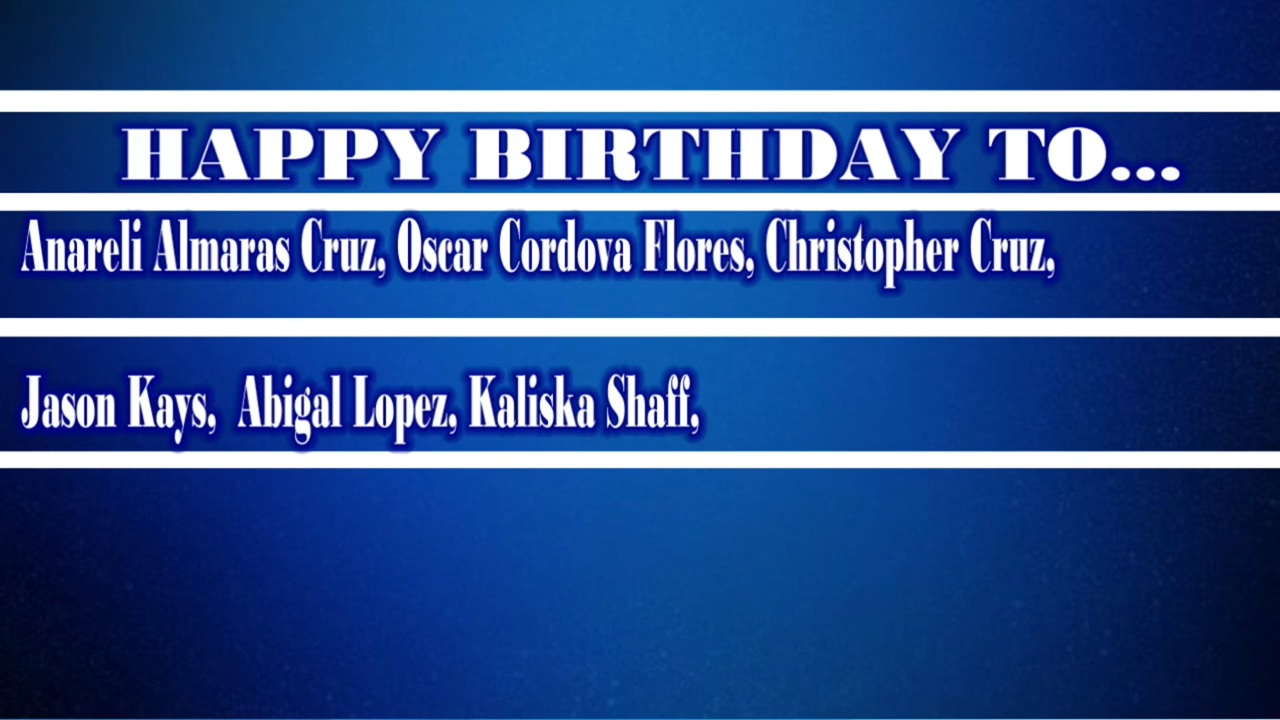 HAPPY BIRTHDAY TO...
Anareli Almaras Cruz, Oscar Cordova Flores, Christopher Cruz,
Jason Kays,  Abigal Lopez, Kaliska Shaff,